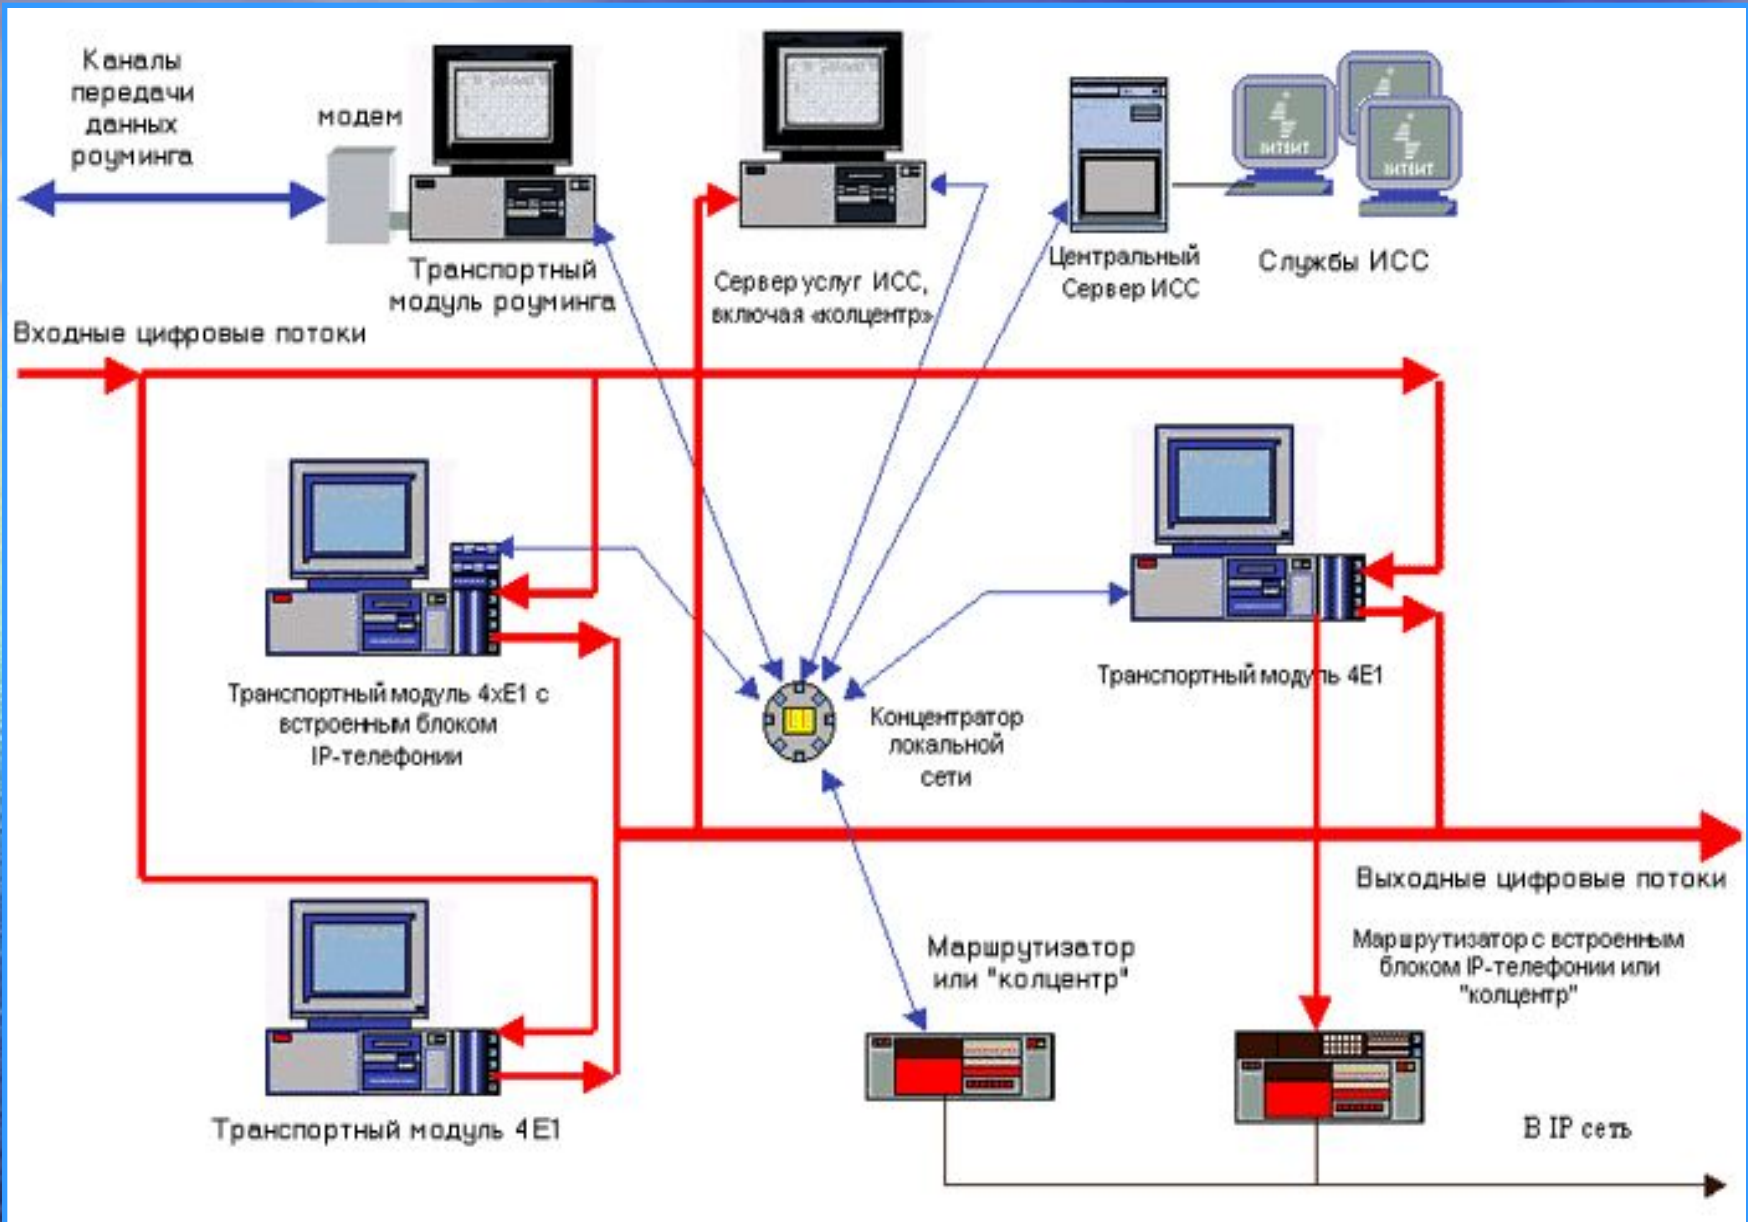 Каналы
передачи
данных
роуминга
модем
Транспортный
модуль роуминга
Сервер услуг ИСС,
включая «колцентр»
Центральный
Сервер ИСС
Службы ИСС
Входные цифровые потоки
Транспортный модуль 4хЕ1 с
встроенным блоком
IP-телефонии
Концентратор
локальной
сети
Транспортный модуль 4Е1
Выходные цифровые потоки
Маршрутизатор
или "колцентр"
Маршрутизатор с встроенным
блоком IP-телефонии или
"колцентр"
Транспортный модуль 4Е1
В IP сеть